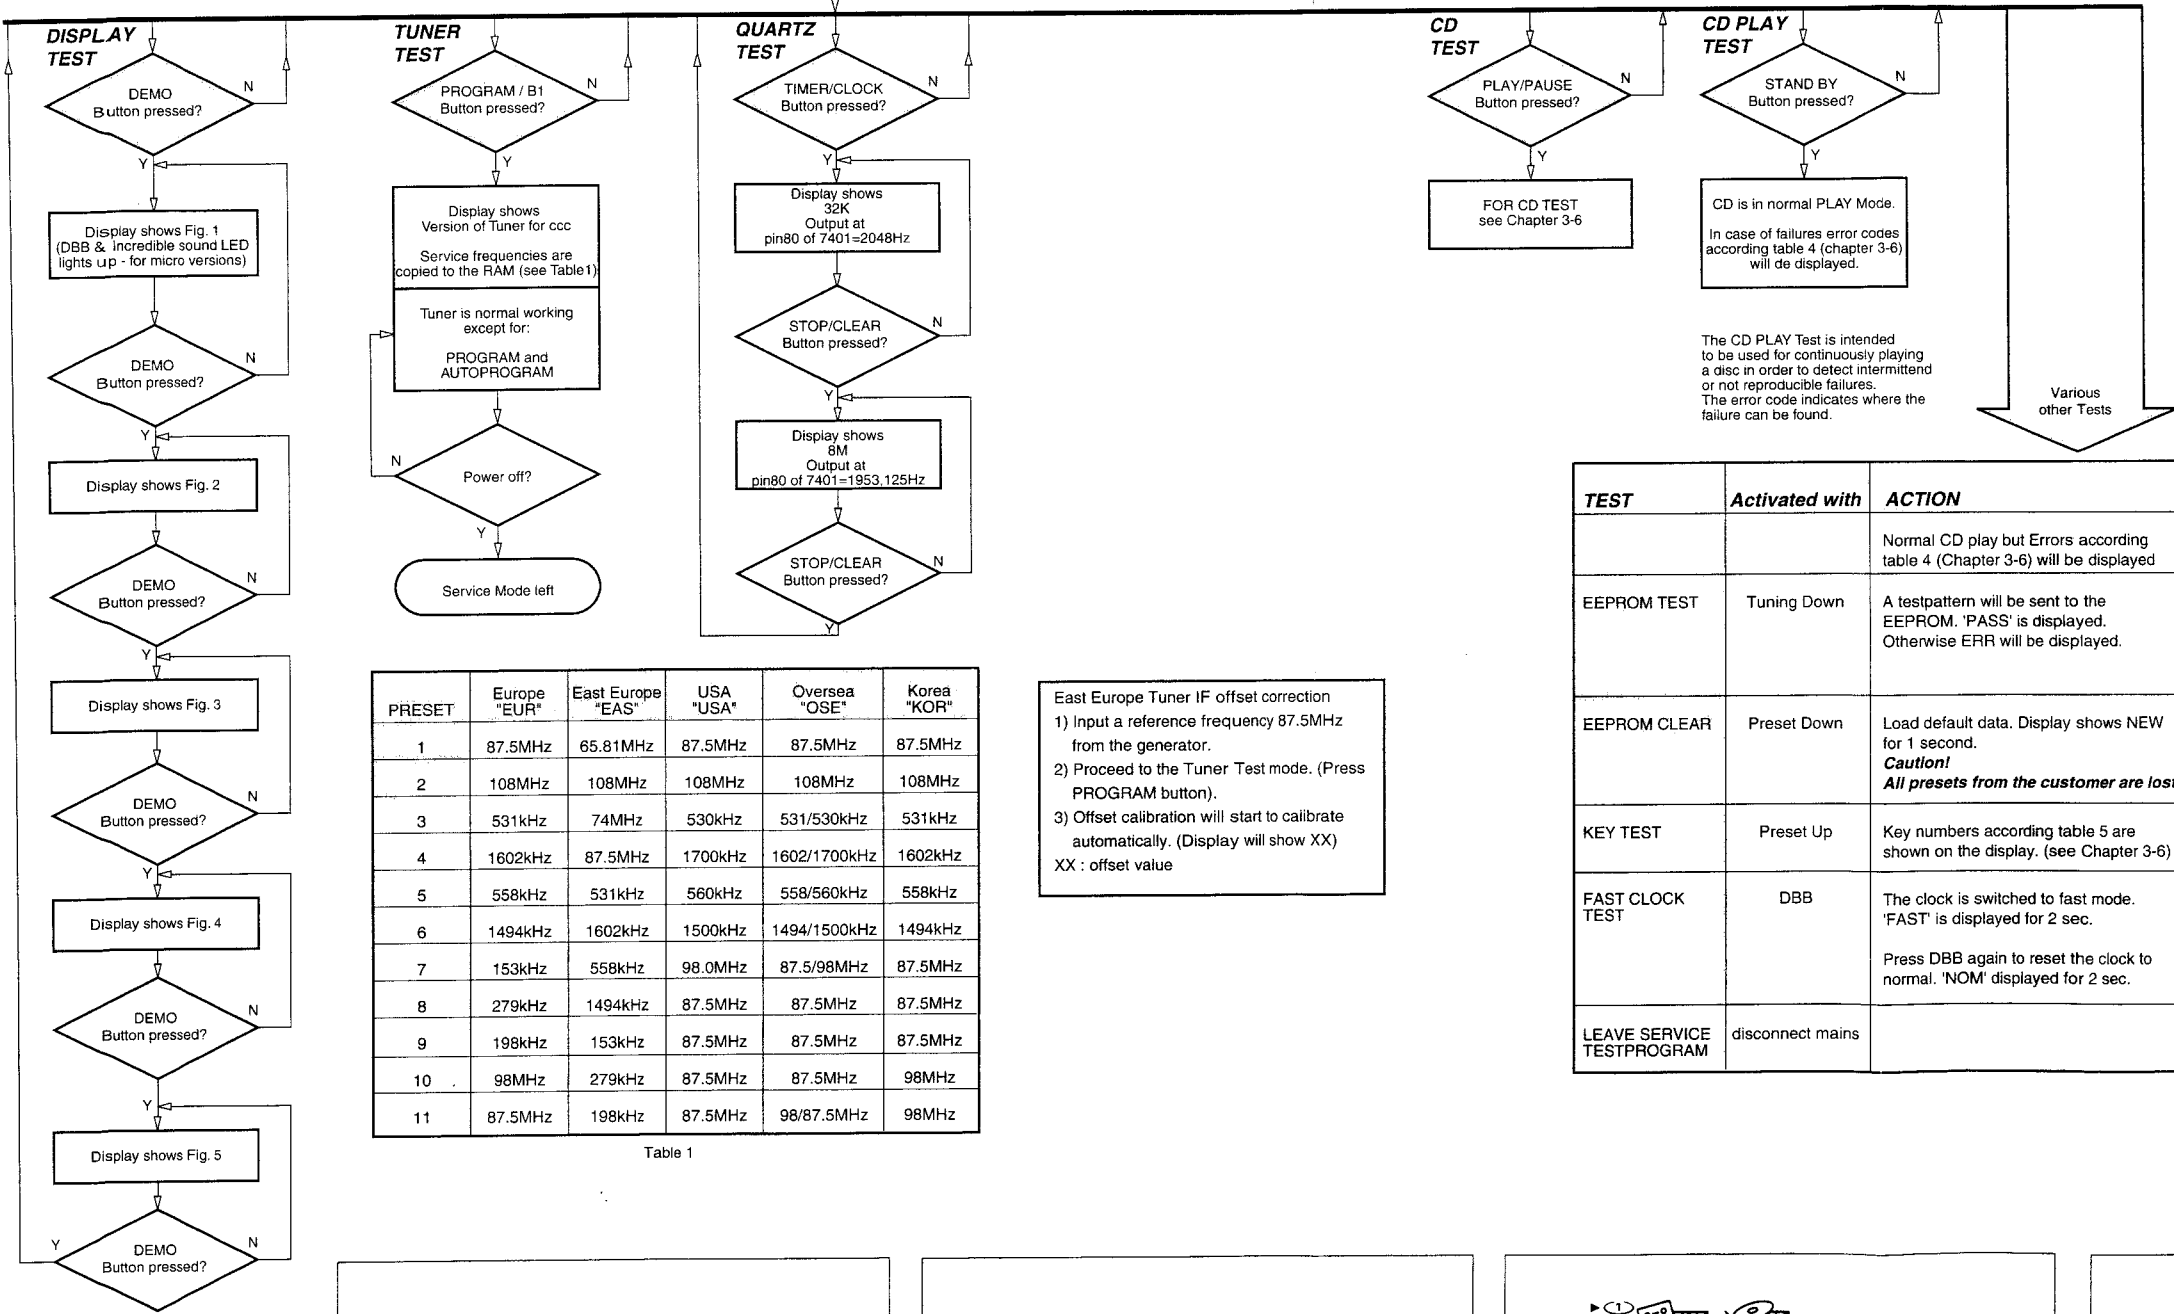 DISPLAY
TEST
DEMO
Button pressed?
N
Y
Display shows Fig. 1
(DBB & Incredible sound LED
lights up - for micro versions)
DEMO
Button pressed?
N
Y
Display shows Fig. 2
DEMO
Button pressed?
N
Y
Display shows Fig. 3
DEMO
Button pressed?
N
Y
Display shows Fig. 4
DEMO
Button pressed?
N
Y
Display shows Fig. 5
DEMO
Button pressed?
Y
N
TUNER
TEST
PROGRAM / B1
Button pressed?
N
Y
Display shows
Version of Tuner for ccc
Service frequencies are
copied to the RAM (see Table1)
Tuner is normal working
except for:
PROGRAM and
AUTOPROGRAM
N
Power off?
Y
Service Mode left
QUARTZ
TEST
TIMER/CLOCK
Button pressed?
N
Y
Display shows
32K
Output at
pin80 of 7401=2048Hz
STOP/CLEAR
Button pressed?
N
Y
Display shows
8M
Output at
pin80 of 7401=1953,125Hz
STOP/CLEAR
Button pressed?
N
Y
CD
TEST
PLAY/PAUSE
Button pressed?
N
Y
FOR CD TEST
see Chapter 3-6
CD PLAY
TEST
STAND BY
Button pressed?
N
Y
CD is in normal PLAY Mode.
In case of failures error codes
according table 4 (chapter 3-6)
will de displayed.
The CD PLAY Test is intended
to be used for continuously playing
a disc in order to detect intermittend
or not reproducible failures.
The error code indicates where the
failure can be found.
Various
other Tests
TEST Activated with ACTION
Normal CD play but Errors according
table 4 (Chapter 3-6) will be displayed
EEPROM TEST Tuning Down A testpattern will be sent to the
EEPROM. 'PASS' is displayed.
Otherwise ERR will be displayed.
EEPROM CLEAR Preset Down Load default data. Display shows NEW
for 1 second.
Caution!
All presets from the customer are lost
KEY TEST Preset Up Key numbers according table 5 are
shown on the display. (see Chapter 3-6)
FAST CLOCK DBB The clock is switched to fast mode.
TEST 'FAST' is displayed for 2 sec.
Press DBB again to reset the clock to
normal. 'NOM' displayed for 2 sec.
LEAVE SERVICE disconnect mains
TESTPROGRAM
PRESET Europe East Europe USA Oversea Korea
"EUR" "EAS" "USA" "OSE" "KOR"
1 87.5MHz 65.81MHz 87.5MHz 87.5MHz 87.5MHz
2 108MHz 108MHz 108MHz 108MHz 108MHz
3 531kHz 74MHz 530kHz 531/530kHz 531kHz
4 1602kHz 87.5MHz 1700kHz 1602/1700kHz 1602kHz
5 558kHz 531kHz 560kHz 558/560kHz 558kHz
6 1494kHz 1602kHz 1500kHz 1494/1500kHz 1494kHz
7 153kHz 558kHz 98.0MHz 87.5/98MHz 87.5MHz
8 279kHz 1494kHz 87.5MHz 87.5MHz 87.5MHz
9 198kHz 153kHz 87.5MHz 87.5MHz 87.5MHz
10 98MHz 279kHz 87.5MHz 87.5MHz 98MHz
11 87.5MHz 198kHz 87.5MHz 98/87.5MHz 98MHz
Table 1
East Europe Tuner IF offset correction
1) Input a reference frequency 87.5MHz
from the generator.
2) Proceed to the Tuner Test mode. (Press
PROGRAM button).
3) Offset calibration will start to calibrate
automatically. (Display will show XX)
XX : offset value
1